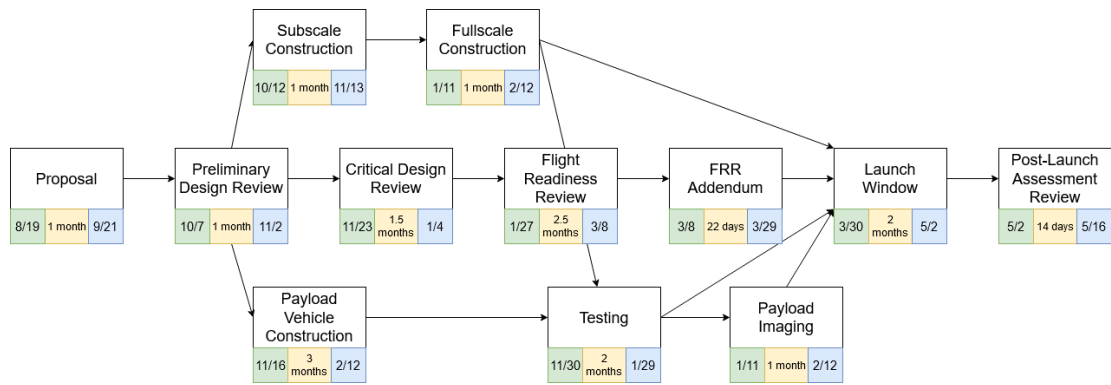 Subscale
Construction
10/12
1 month
11/13
Fullscale
Construction
1/11
1 month
2/12
Proposal
8/19
1 month
9/21
Preliminary
Design Review
10/7
1 month
11/2
Critical Design
Review
11/23
1.5
months
1/4
Flight
Readiness
Review
1/27
2.5
months
3/8
FRR
Addendum
3/8
22 days
3/29
Launch
Window
3/30
2
months
5/2
Post-Launch
Assessment
Review
5/2
14 days
5/16
Payload
Vehicle
Construction
11/16
3
months
2/12
Testing
11/30
2
months
1/29
Payload
Imaging
1/11
1 month
2/12